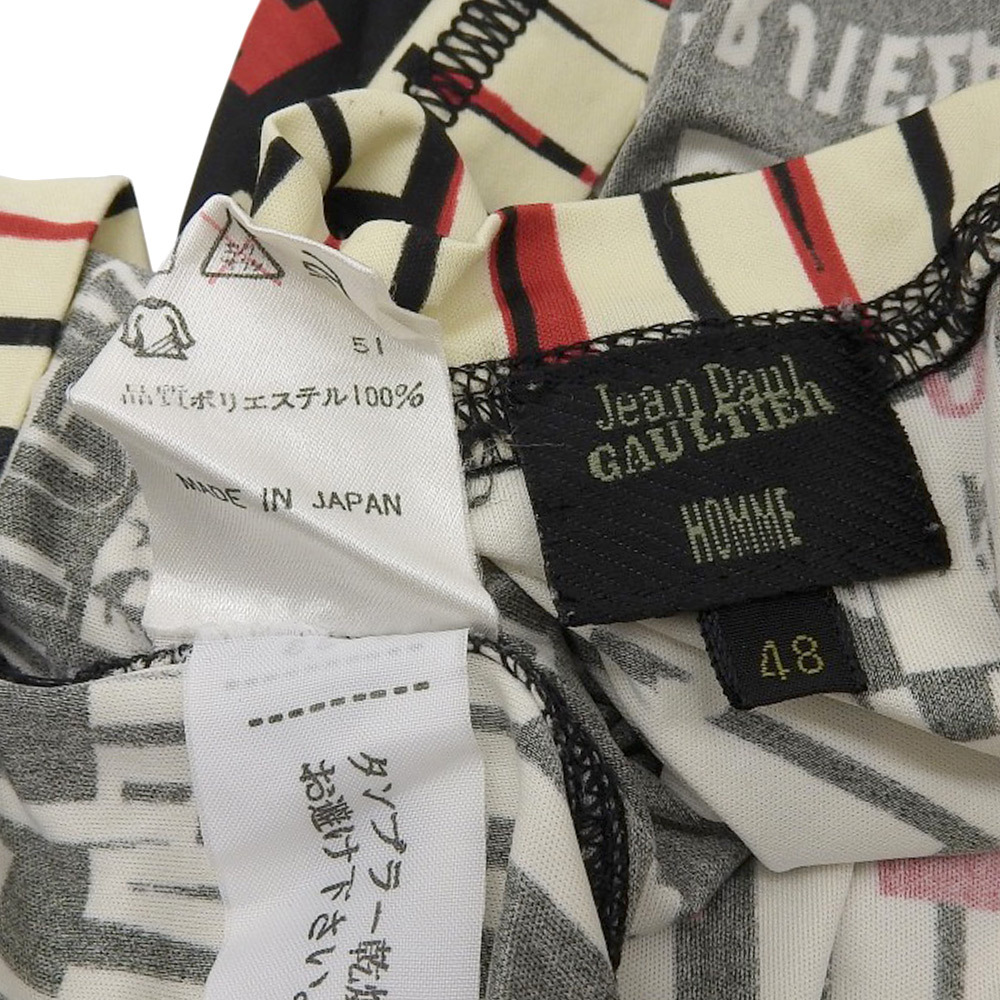 51
品質ポリエステル100%
MADE IN JAPAN
Jean Paul
GAULTIER
HOMME
48
タンブラー乾燥
お避け下さい。